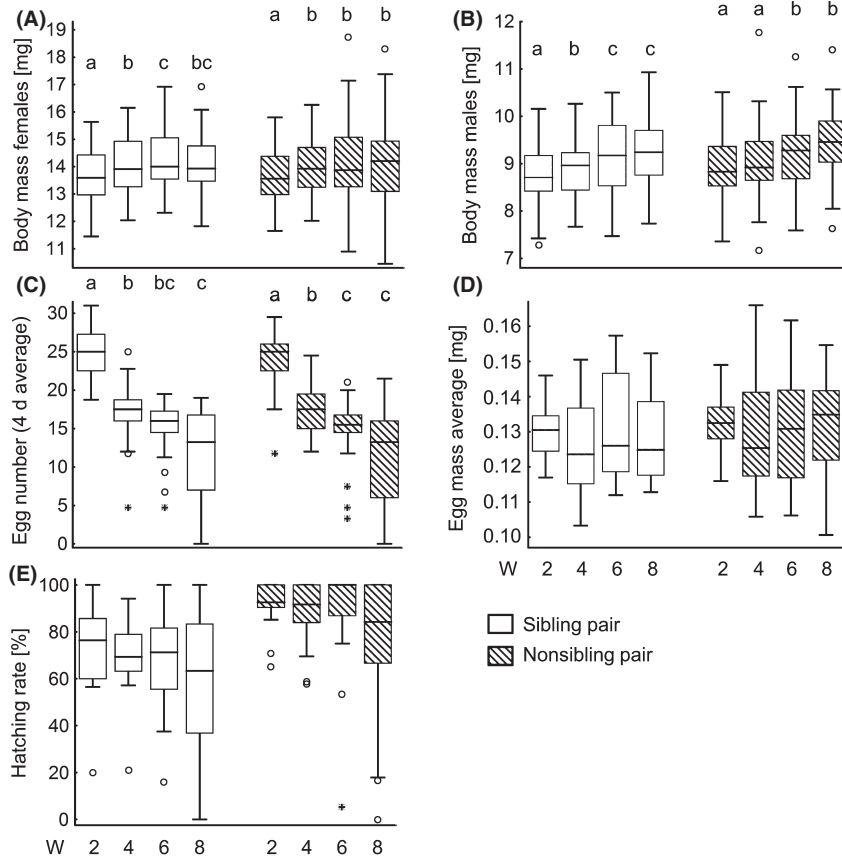 (A)
Body mass females [mg]
19
18
17
16
15
14
13
12
11
a b c bc
a b b b
(B)
Body mass males [mg]
12
11
10
9
8
7
a b c c
a a b b
(C)
Egg number (4 d average)
30
25
20
15
10
5
0
a b bc c
a b c c
(D)
Egg mass average [mg]
0.16
0.15
0.14
0.13
0.12
0.11
0.10
W 2 4 6 8 2 4 6 8
(E)
Hatching rate [%]
100
80
60
40
20
0
W 2 4 6 8 2 4 6 8
Sibling pair
Nonsibling pair